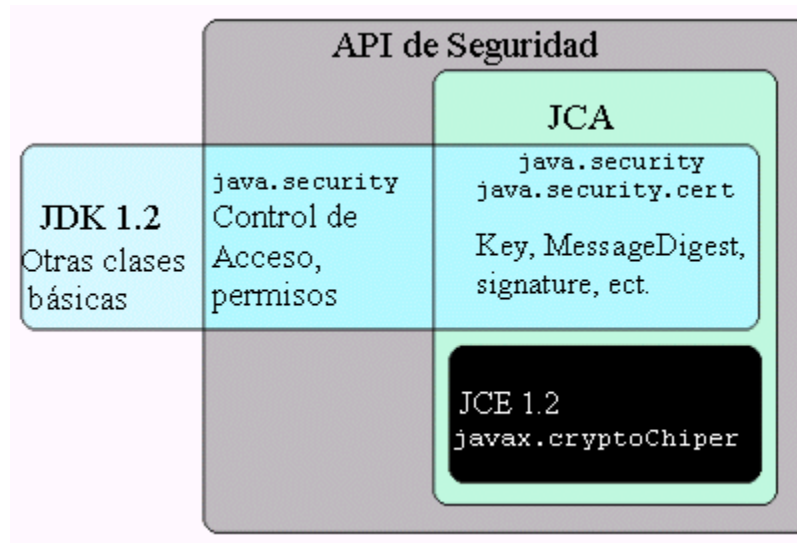 API de Seguridad
JCA
JDK 1.2
Otras clases
básicas
java.security
Control de
Acceso,
permisos
java.security
java.security.cert
Key, MessageDigest,
signature, ect.
JCE 1.2
javax.cryptoChiper